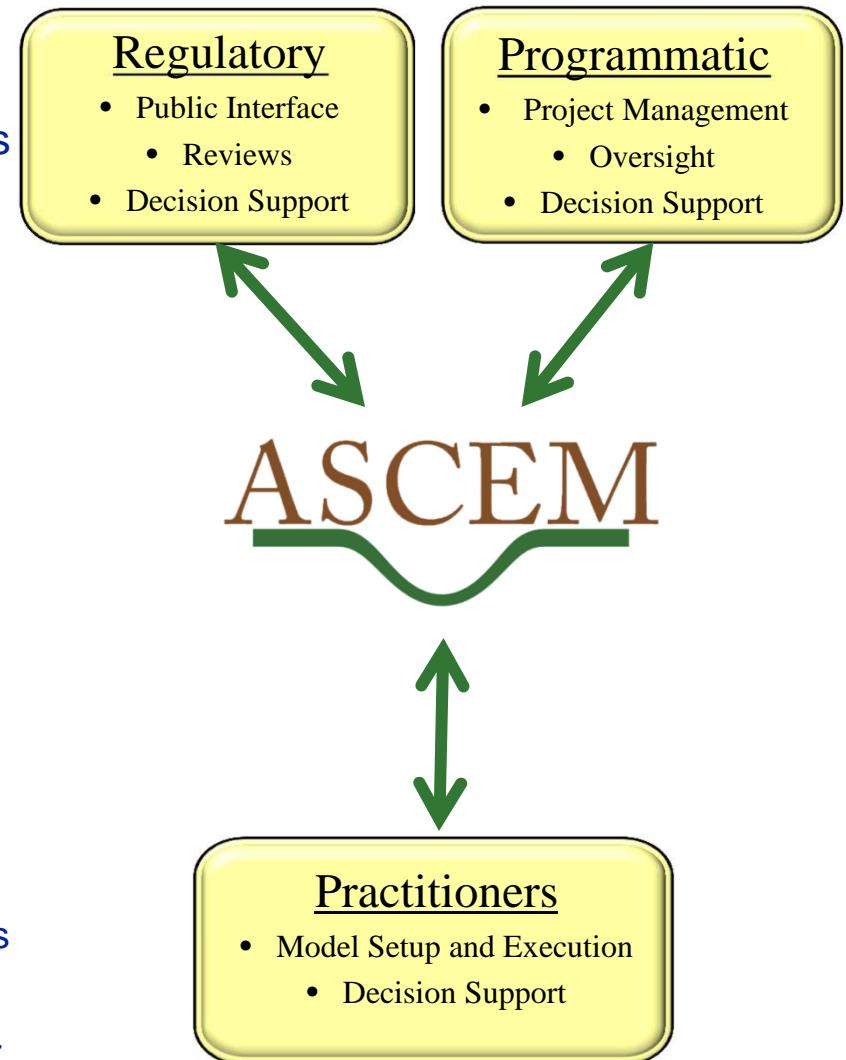 Regulatory
• Public Interface
• Reviews
• Decision Support
Programmatic
• Project Management
• Oversight
• Decision Support
s
ASCEM
Practitioners
• Model Setup and Execution
• Decision Support
s